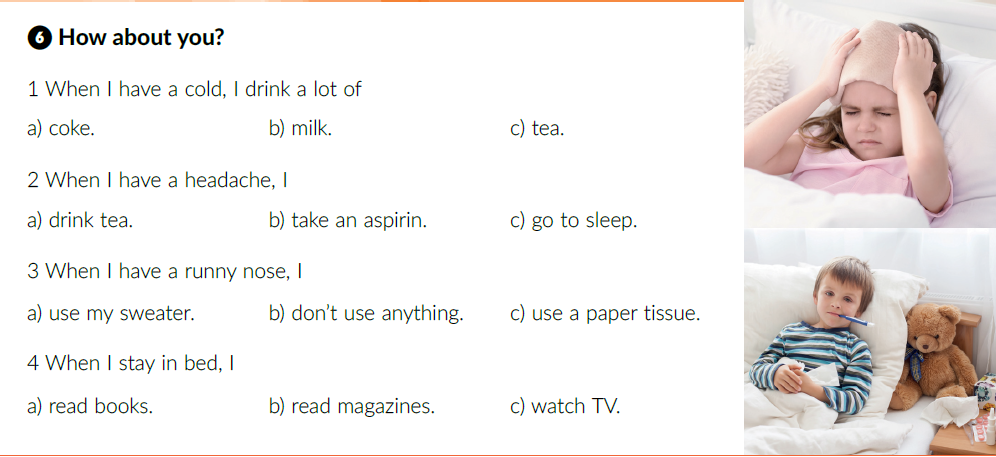 6 How about you?
1 When I have a cold, I drink a lot of
a) coke. b) milk. c) tea.
2 When I have a headache, I
a) drink tea. b) take an aspirin. c) go to sleep.
3 When I have a runny nose, I
a) use my sweater. b) don’t use anything. c) use a paper tissue.
4 When I stay in bed, I
a) read books. b) read magazines. c) watch TV.